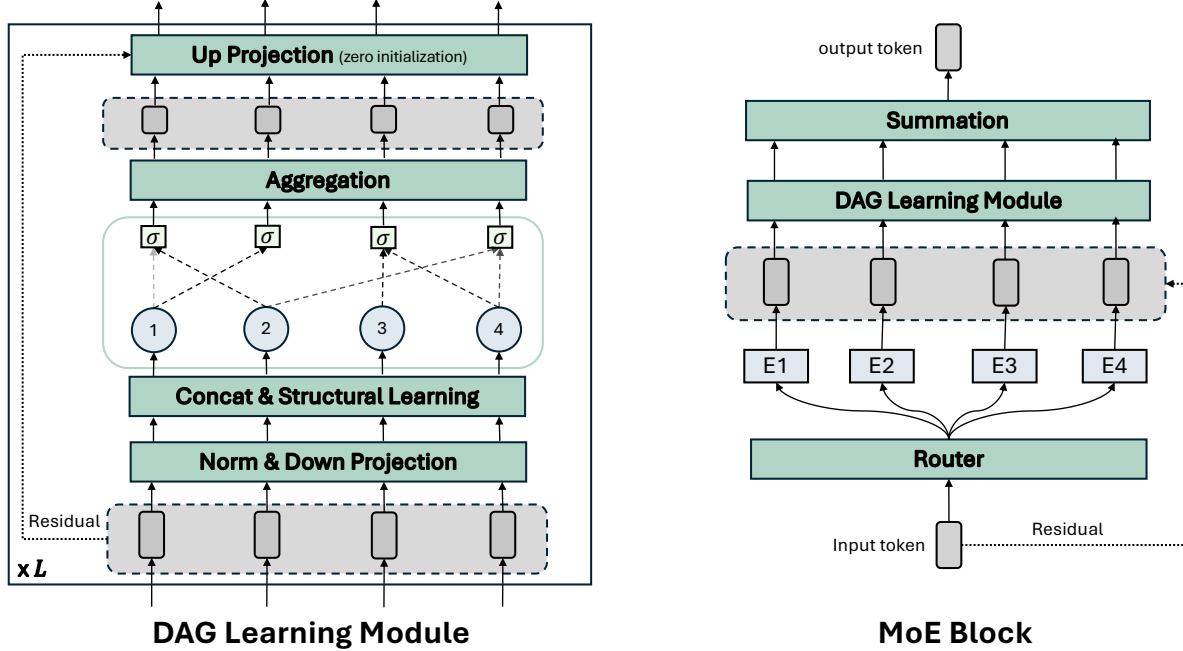 Up Projection (zero initialization)
Aggregation
σ σ σ σ
1 2 3 4
Concat & Structural Learning
Norm & Down Projection
Residual
x L
DAG Learning Module
output token
Summation
DAG Learning Module
E1 E2 E3 E4
Router
Input token
Residual
MoE Block